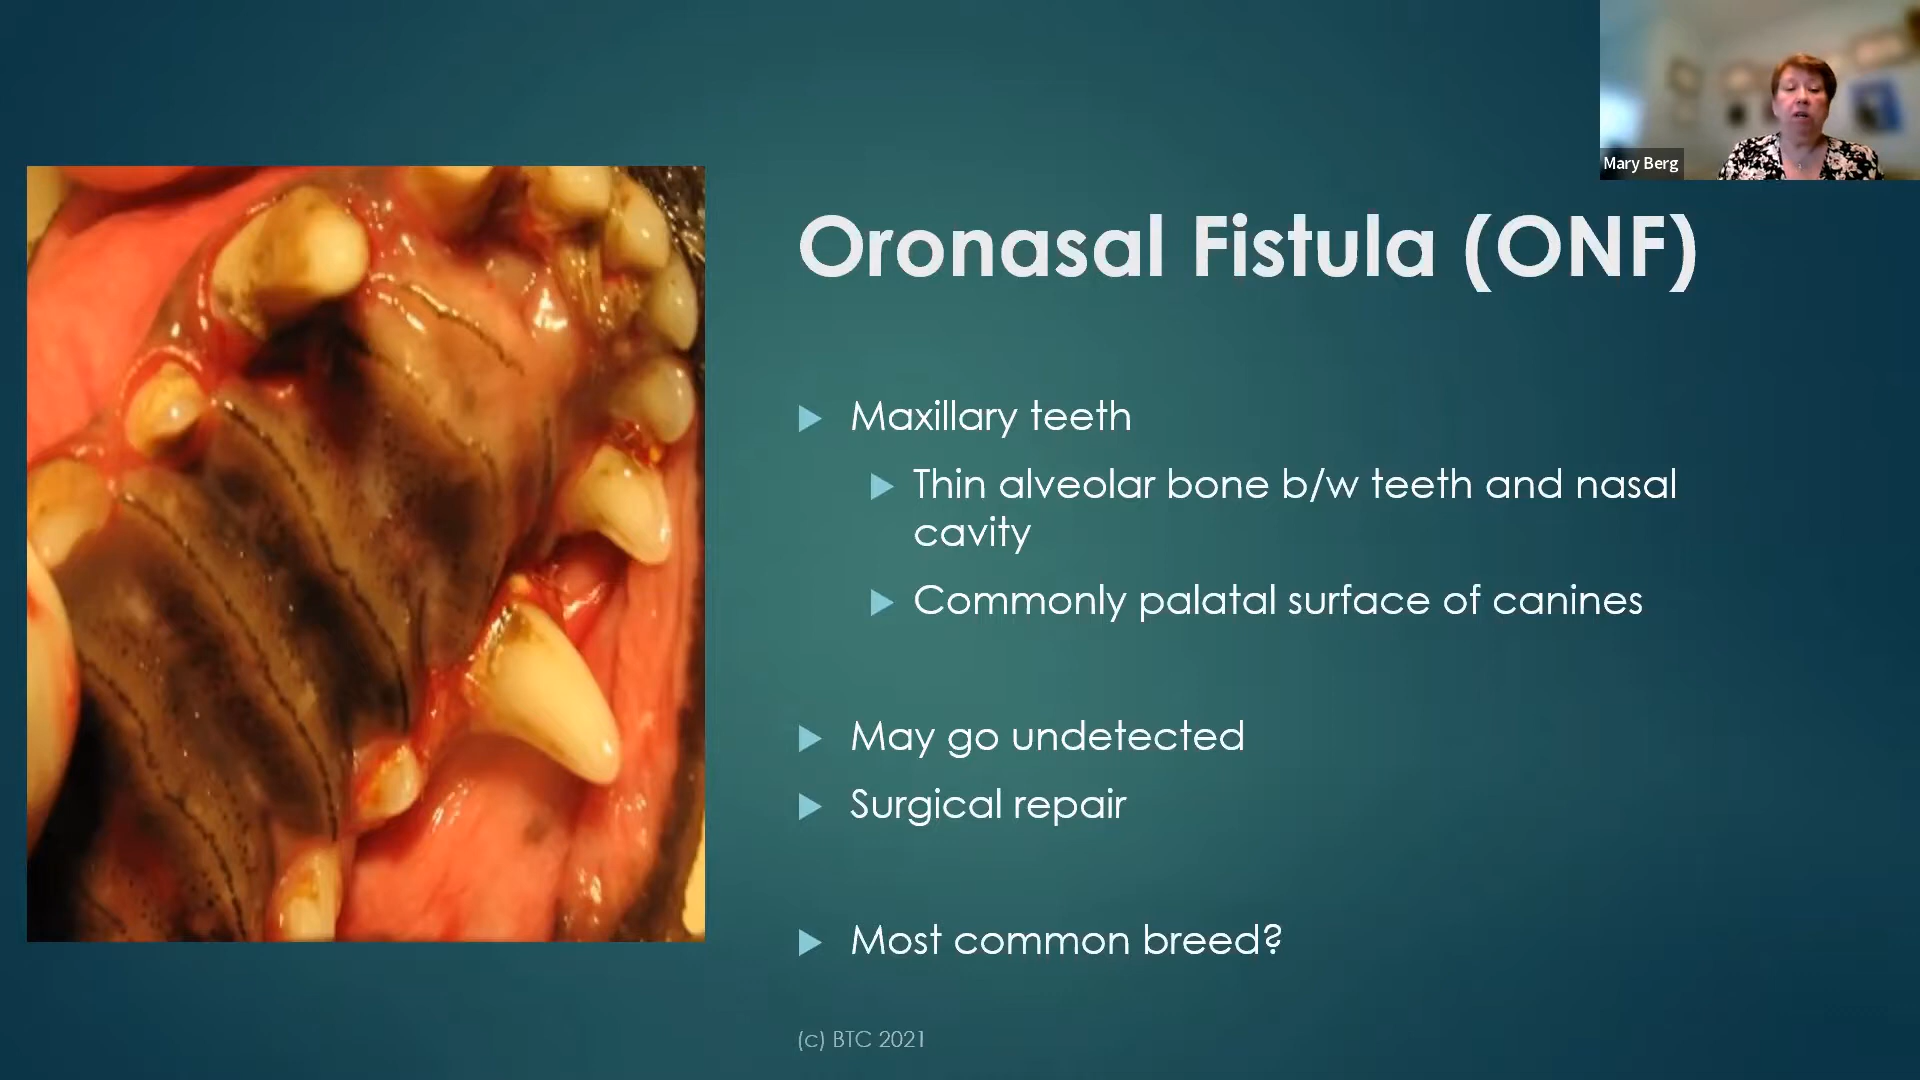 Mary Berg
Oronasal Fistula (ONF)
Maxillary teeth
Thin alveolar bone b/w teeth and nasal
cavity
Commonly palatal surface of canines
May go undetected
Surgical repair
Most common breed?
(c) BTC 2021